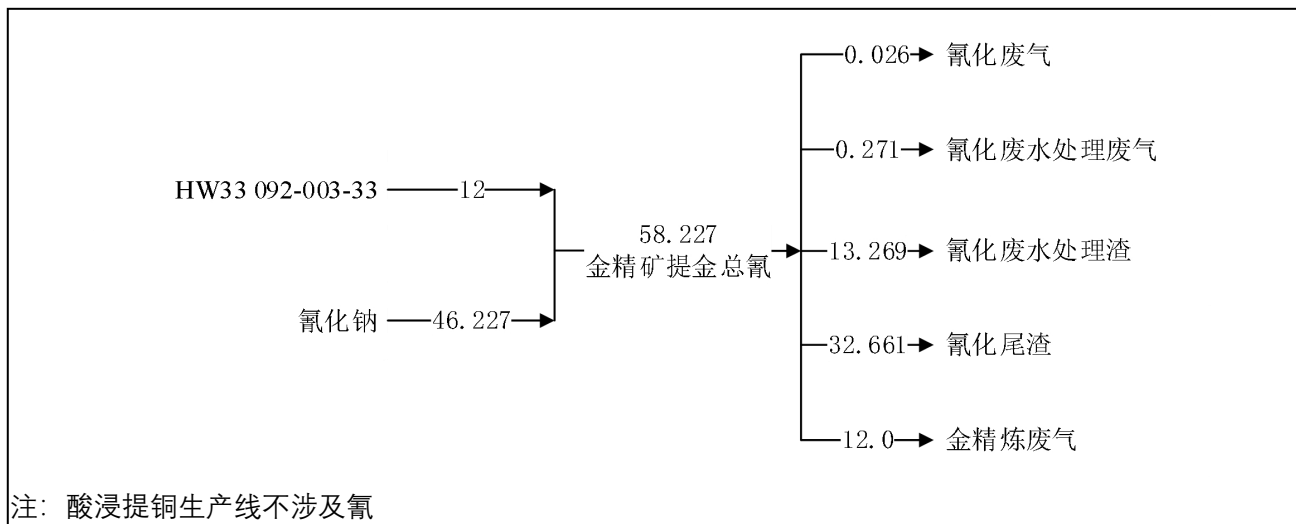 0.026 氰化废气
0.271 氰化废水处理废气
HW33 092-003-33 12
58.227
金精矿提金总氰
13.269 氰化废水处理渣
氰化钠 46.227
32.661 氰化尾渣
12.0 金精炼废气
注：酸浸提铜生产线不涉及氰